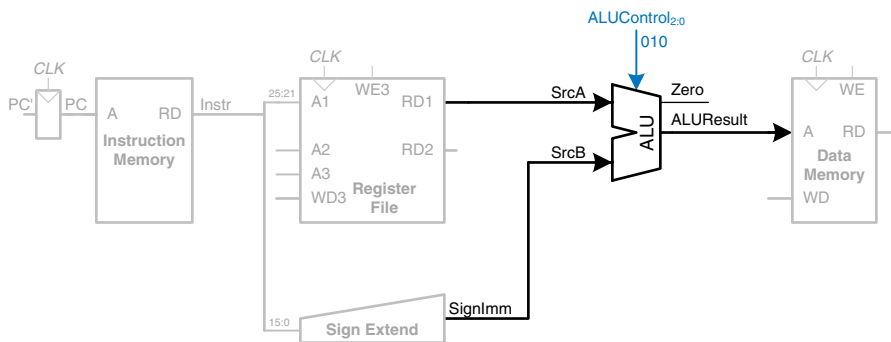 ALUControl2:0
010
CLK
PC'
PC
A
RD
Instruction
Memory
Instr
25:21
CLK
WE3
A1
RD1
A2
RD2
A3
WD3
Register
File
SrcA
SrcB
ALU
Zero
ALUResult
CLK
WE
A
RD
Data
Memory
WD
15:0
Sign Extend
SignImm